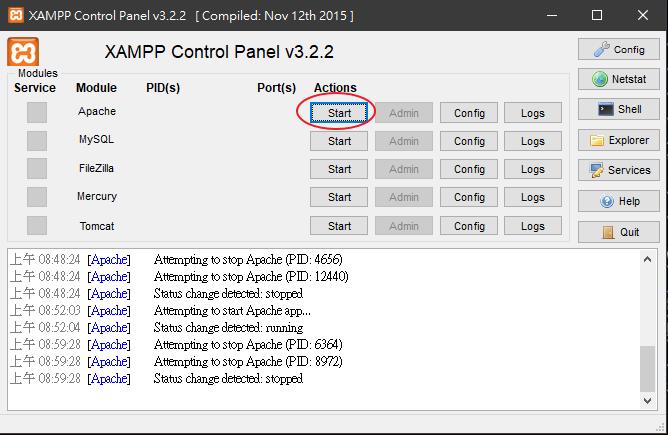 XAMPP Control Panel v3.2.2 [ Compiled: Nov 12th 2015 ]
XAMPP Control Panel v3.2.2
Config
Modules
Service Module PID(s) Port(s) Actions
Netstat
Apache Start Admin Config Logs
Shell
MySQL Start Admin Config Logs
Explorer
FileZilla Start Admin Config Logs
Services
Mercury Start Admin Config Logs
Help
Tomcat Start Admin Config Logs
Quit
上午 08:48:24 [Apache] Attempting to stop Apache (PID: 4656)
上午 08:48:24 [Apache] Attempting to stop Apache (PID: 12440)
上午 08:48:24 [Apache] Status change detected: stopped
上午 08:52:03 [Apache] Attempting to start Apache app...
上午 08:52:04 [Apache] Status change detected: running
上午 08:59:28 [Apache] Attempting to stop Apache (PID: 6364)
上午 08:59:28 [Apache] Attempting to stop Apache (PID: 8972)
上午 08:59:28 [Apache] Status change detected: stopped